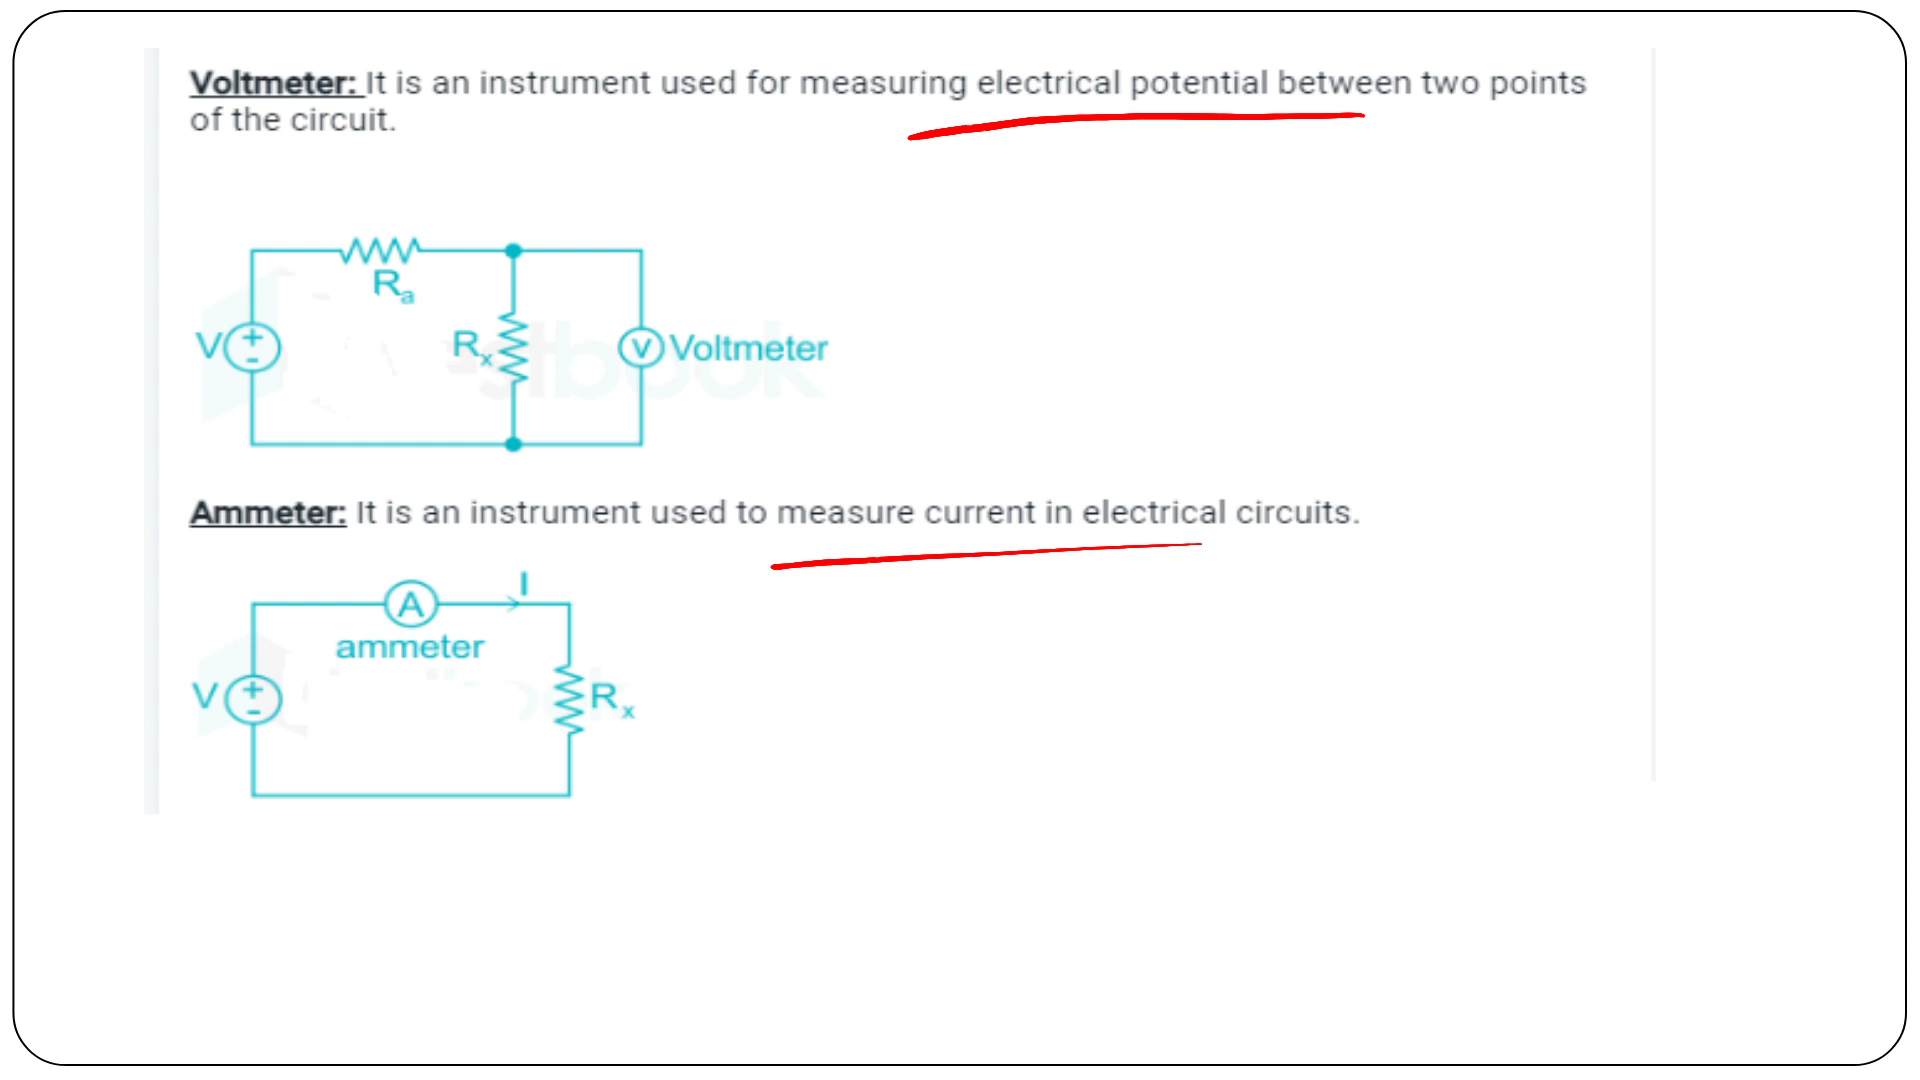 Voltmeter: It is an instrument used for measuring electrical potential between two points
of the circuit.
Ra
V
+
-
Rx
V Voltmeter
Ammeter: It is an instrument used to measure current in electrical circuits.
I
A
ammeter
V
+
-
Rx